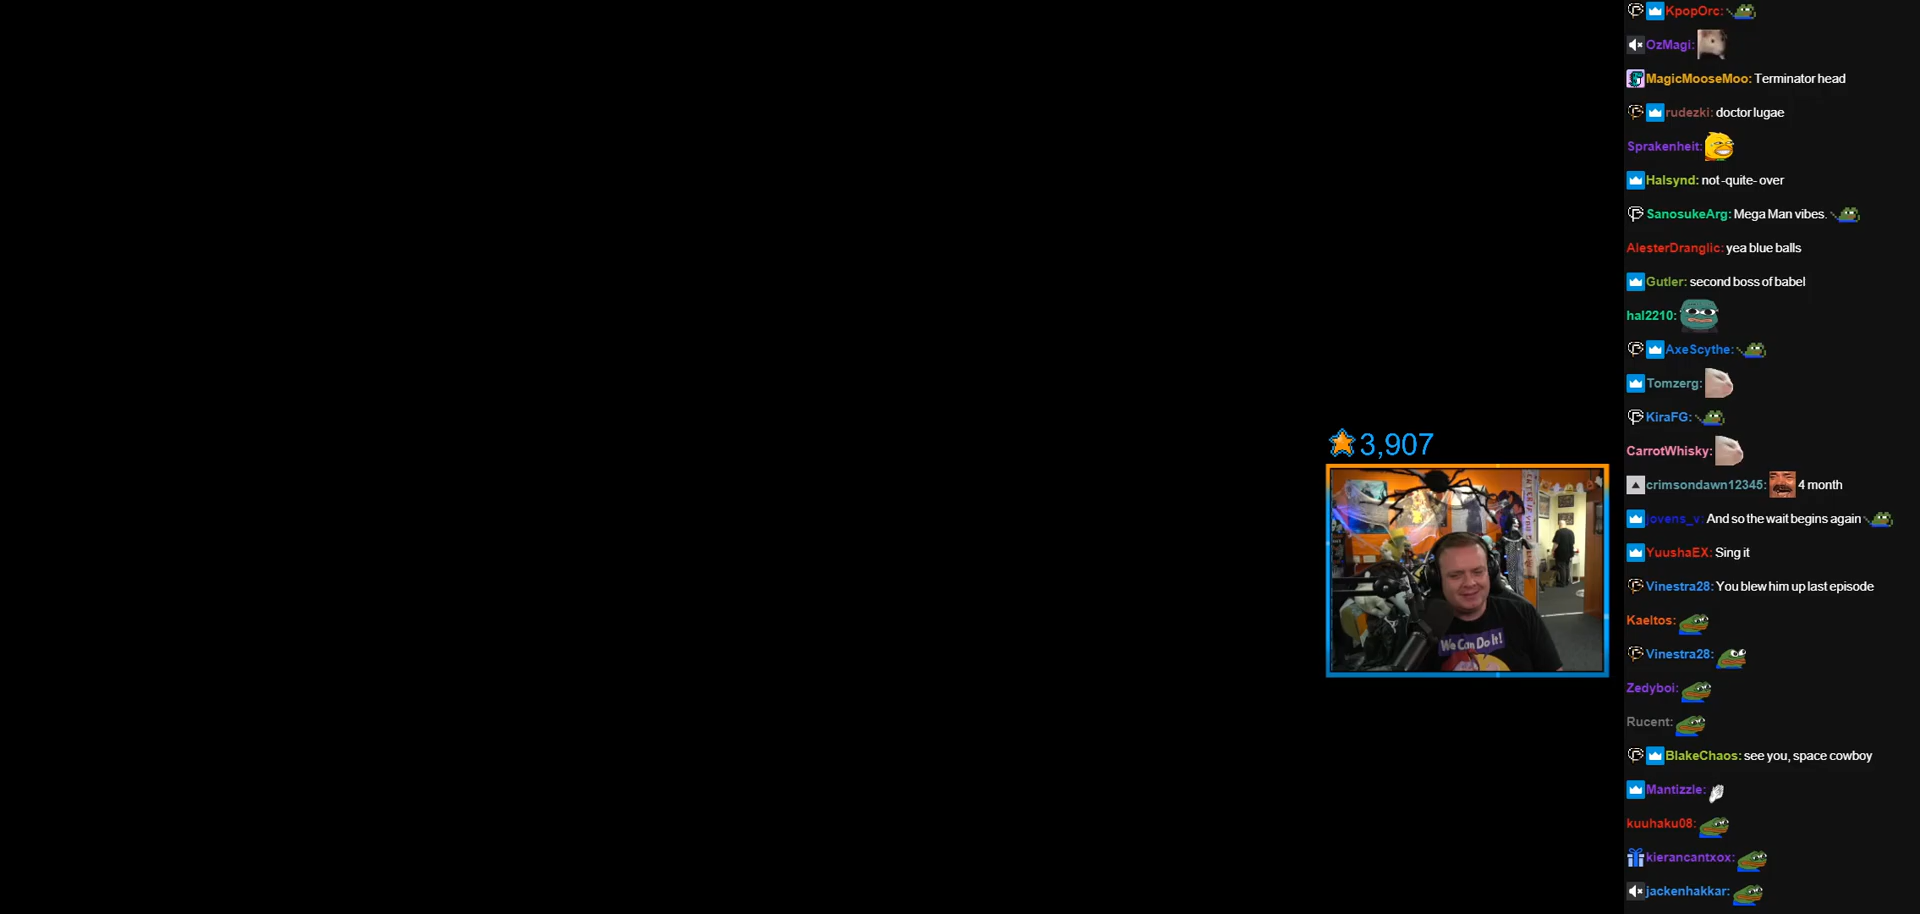 KpopOrc:
OzMagi:
MagicMooseMoo: Terminator head
rudezki: doctor lugae
Sprakenheit:
Halsynd: not-quite-over
SanosukeArg: Mega Man vibes.
AlesterDranglic: yea blue balls
Gutler: second boss of babel
hal2210:
AxeScythe:
Tomzerg:
KiraFG:
CarrotWhisky:
3,907
crimsondawn12345: 4 month
jovens_v: And so the wait begins again
YuushaEX: Sing it
Vinestra28: You blew him up last episode
Kaeltos:
We Can Do It!
Vinestra28:
Zedyboi:
Rucent:
BlakeChaos: see you, space cowboy
Mantizzle:
kuuhaku08:
kierancantxox:
jackenhakkar: